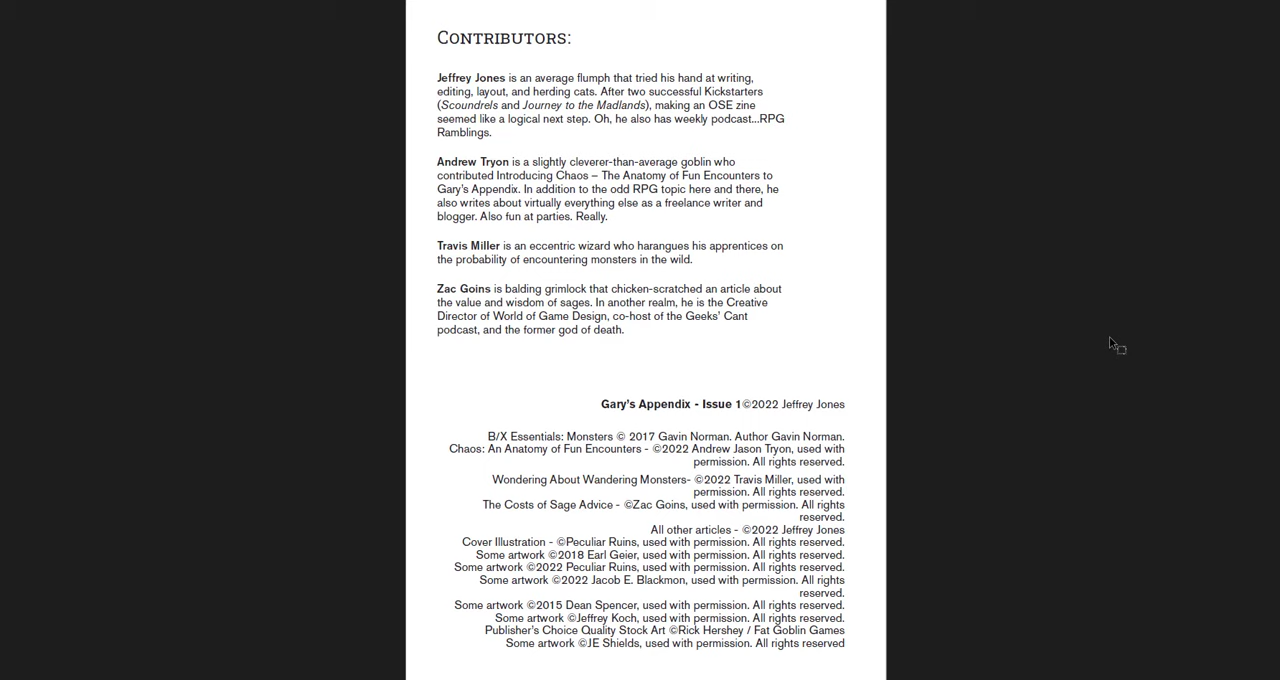 CONTRIBUTORS:
Jeffrey Jones is an average flumph that tried his hand at writing,
editing, layout, and herding cats. After two successful Kickstarters
(Scoundrels and Journey to the Madlands), making an OSE zine
seemed like a logical next step. Oh, he also has weekly podcast...RPG
Ramblings.
Andrew Tryon is a slightly cleverer-than-average goblin who
contributed Introducing Chaos – The Anatomy of Fun Encounters to
Gary's Appendix. In addition to the odd RPG topic here and there, he
also writes about virtually everything else as a freelance writer and
blogger. Also fun at parties. Really.
Travis Miller is an eccentric wizard who harangues his apprentices on
the probability of encountering monsters in the wild.
Zac Goins is balding grimlock that chicken-scratched an article about
the value and wisdom of sages. In another realm, he is the Creative
Director of World of Game Design, co-host of the Geeks' Cant
podcast, and the former god of death.
Gary's Appendix - Issue 1©2022 Jeffrey Jones
B/X Essentials: Monsters © 2017 Gavin Norman. Author Gavin Norman.
Chaos: An Anatomy of Fun Encounters - ©2022 Andrew Jason Tryon, used with
permission. All rights reserved.
Wondering About Wandering Monsters- ©2022 Travis Miller, used with
permission. All rights reserved.
The Costs of Sage Advice - ©Zac Goins, used with permission. All rights
reserved.
All other articles - ©2022 Jeffrey Jones
Cover Illustration - ©Peculiar Ruins, used with permission. All rights reserved.
Some artwork ©2018 Earl Geier, used with permission. All rights reserved.
Some artwork ©2022 Peculiar Ruins, used with permission. All rights reserved.
Some artwork ©2022 Jacob E. Blackmon, used with permission. All rights
reserved.
Some artwork ©2015 Dean Spencer, used with permission. All rights reserved.
Some artwork ©Jeffrey Koch, used with permission. All rights reserved.
Publisher's Choice Quality Stock Art ©Rick Hershey / Fat Goblin Games
Some artwork ©JE Shields, used with permission. All rights reserved